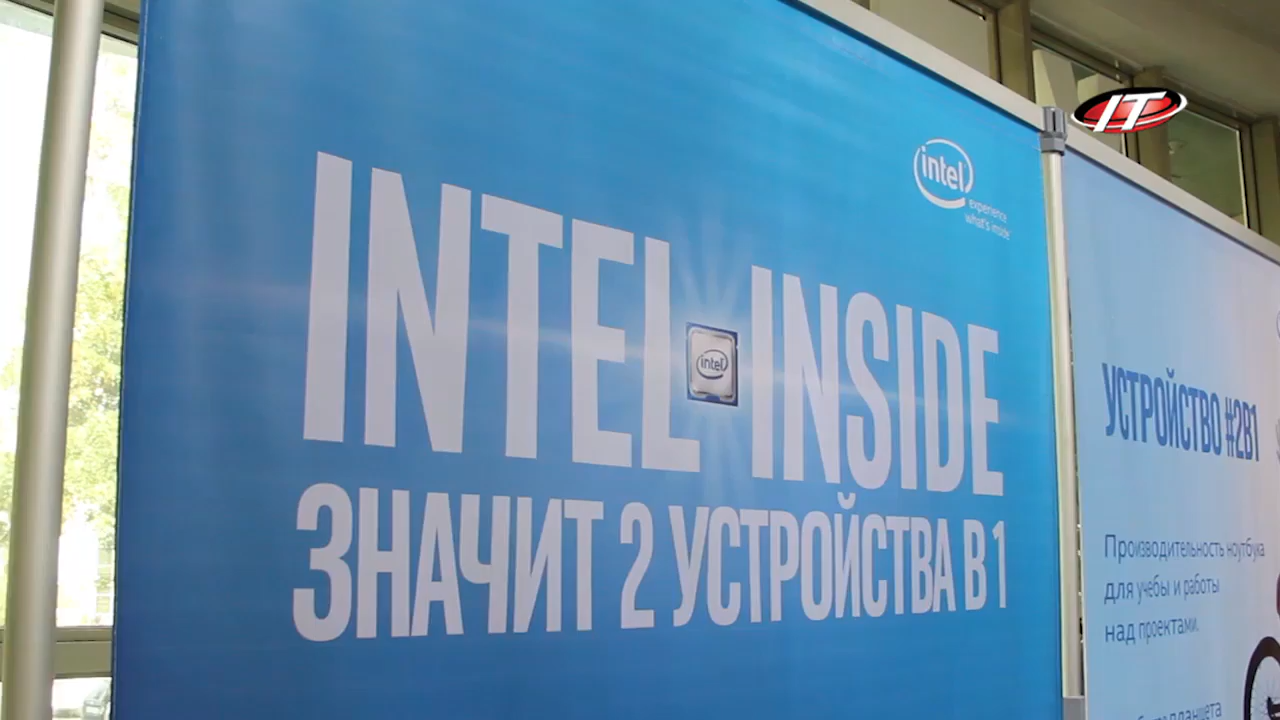 IT
intel
experience
what's inside
INTEL INSIDE
intel
ЗНАЧИТ 2 УСТРОЙСТВА В 1
УСТРОЙСТВО #2В1
Производительность ноутбука
для учебы и работы
над проектами.
планшета